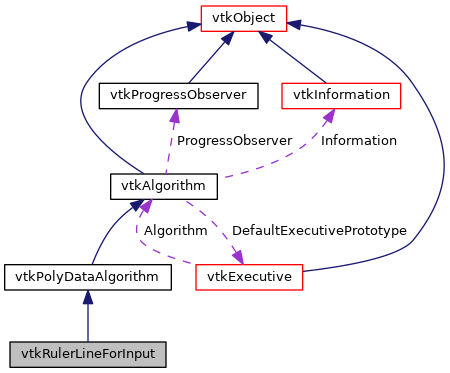 vtkObject
vtkProgressObserver
vtkInformation
ProgressObserver
Information
vtkAlgorithm
Algorithm
DefaultExecutivePrototype
vtkPolyDataAlgorithm
vtkExecutive
vtkRulerLineForInput